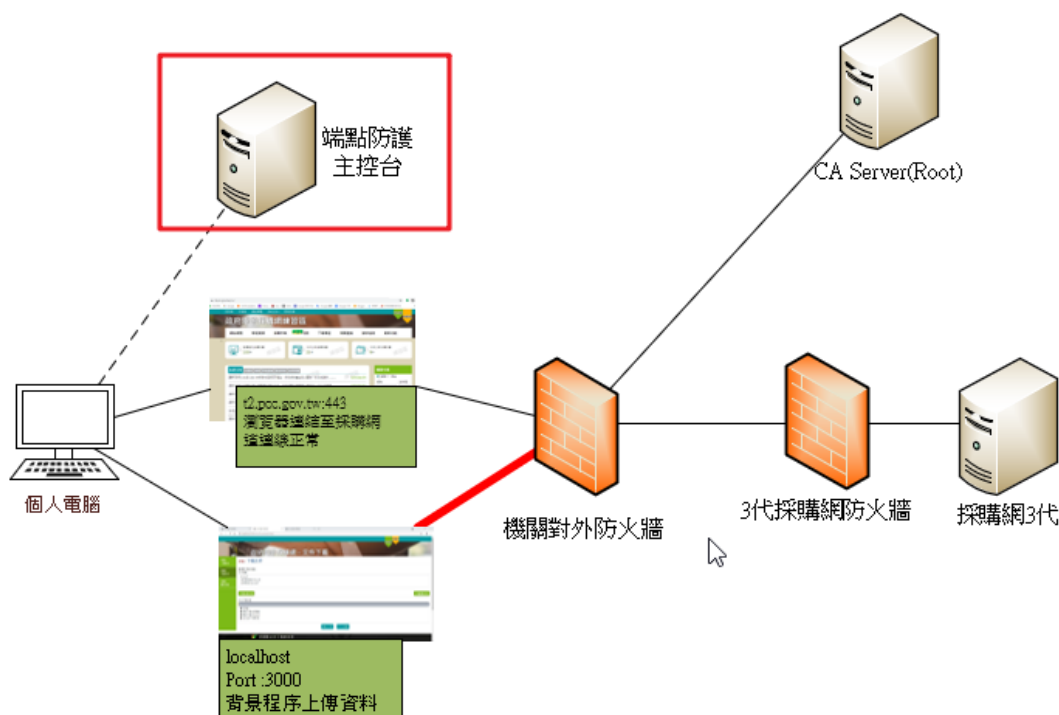 端點防護
主控台
CA Server(Root)
t2.pcc.gov.tw:443
瀏覽器連結至採購網
這連線正常
個人電腦
機關對外防火牆
3代採購網防火牆
採購網3代
localhost
Port :3000
背景程序上傳資料